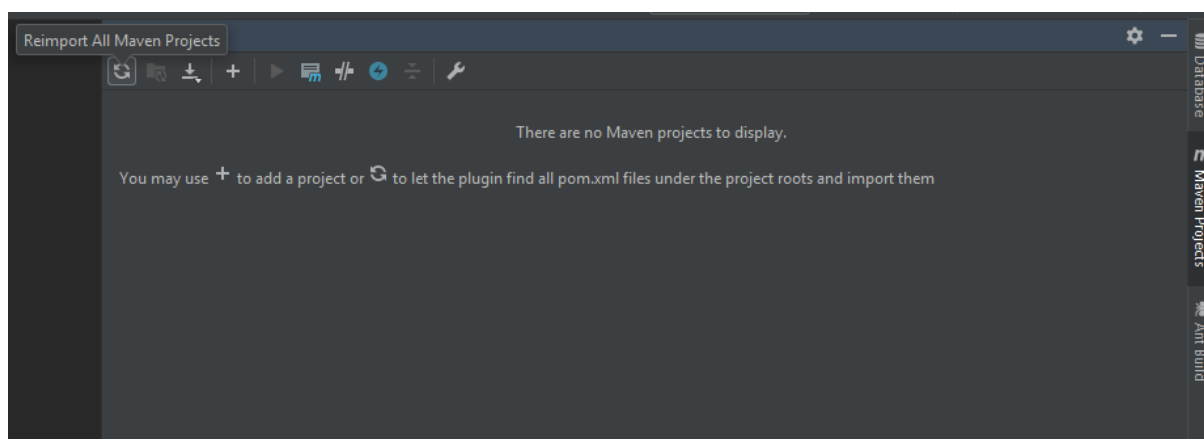 Reimport All Maven Projects
There are no Maven projects to display.
You may use + to add a project or to let the plugin find all pom.xml files under the project roots and import them
Database
m Maven Projects
Ant Build